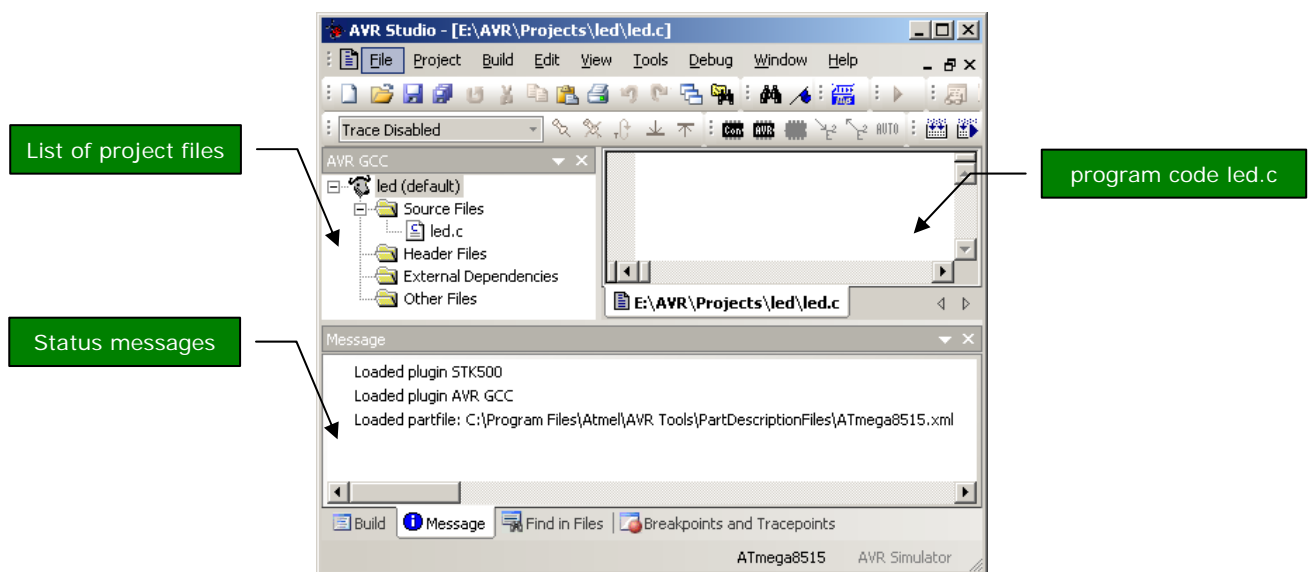 AVR Studio - [E:\AVR\Projects\led\led.c]
File Project Build Edit View Tools Debug Window Help
Trace Disabled
Con AVR AUTO
List of project files
AVR GCC
led (default)
Source Files
led.c
Header Files
External Dependencies
Other Files
program code led.c
E:\AVR\Projects\led\led.c
Status messages
Message
Loaded plugin STK500
Loaded plugin AVR GCC
Loaded partfile: C:\Program Files\Atmel\AVR Tools\PartDescriptionFiles\ATmega8515.xml
Build Message Find in Files Breakpoints and Tracepoints
ATmega8515 AVR Simulator